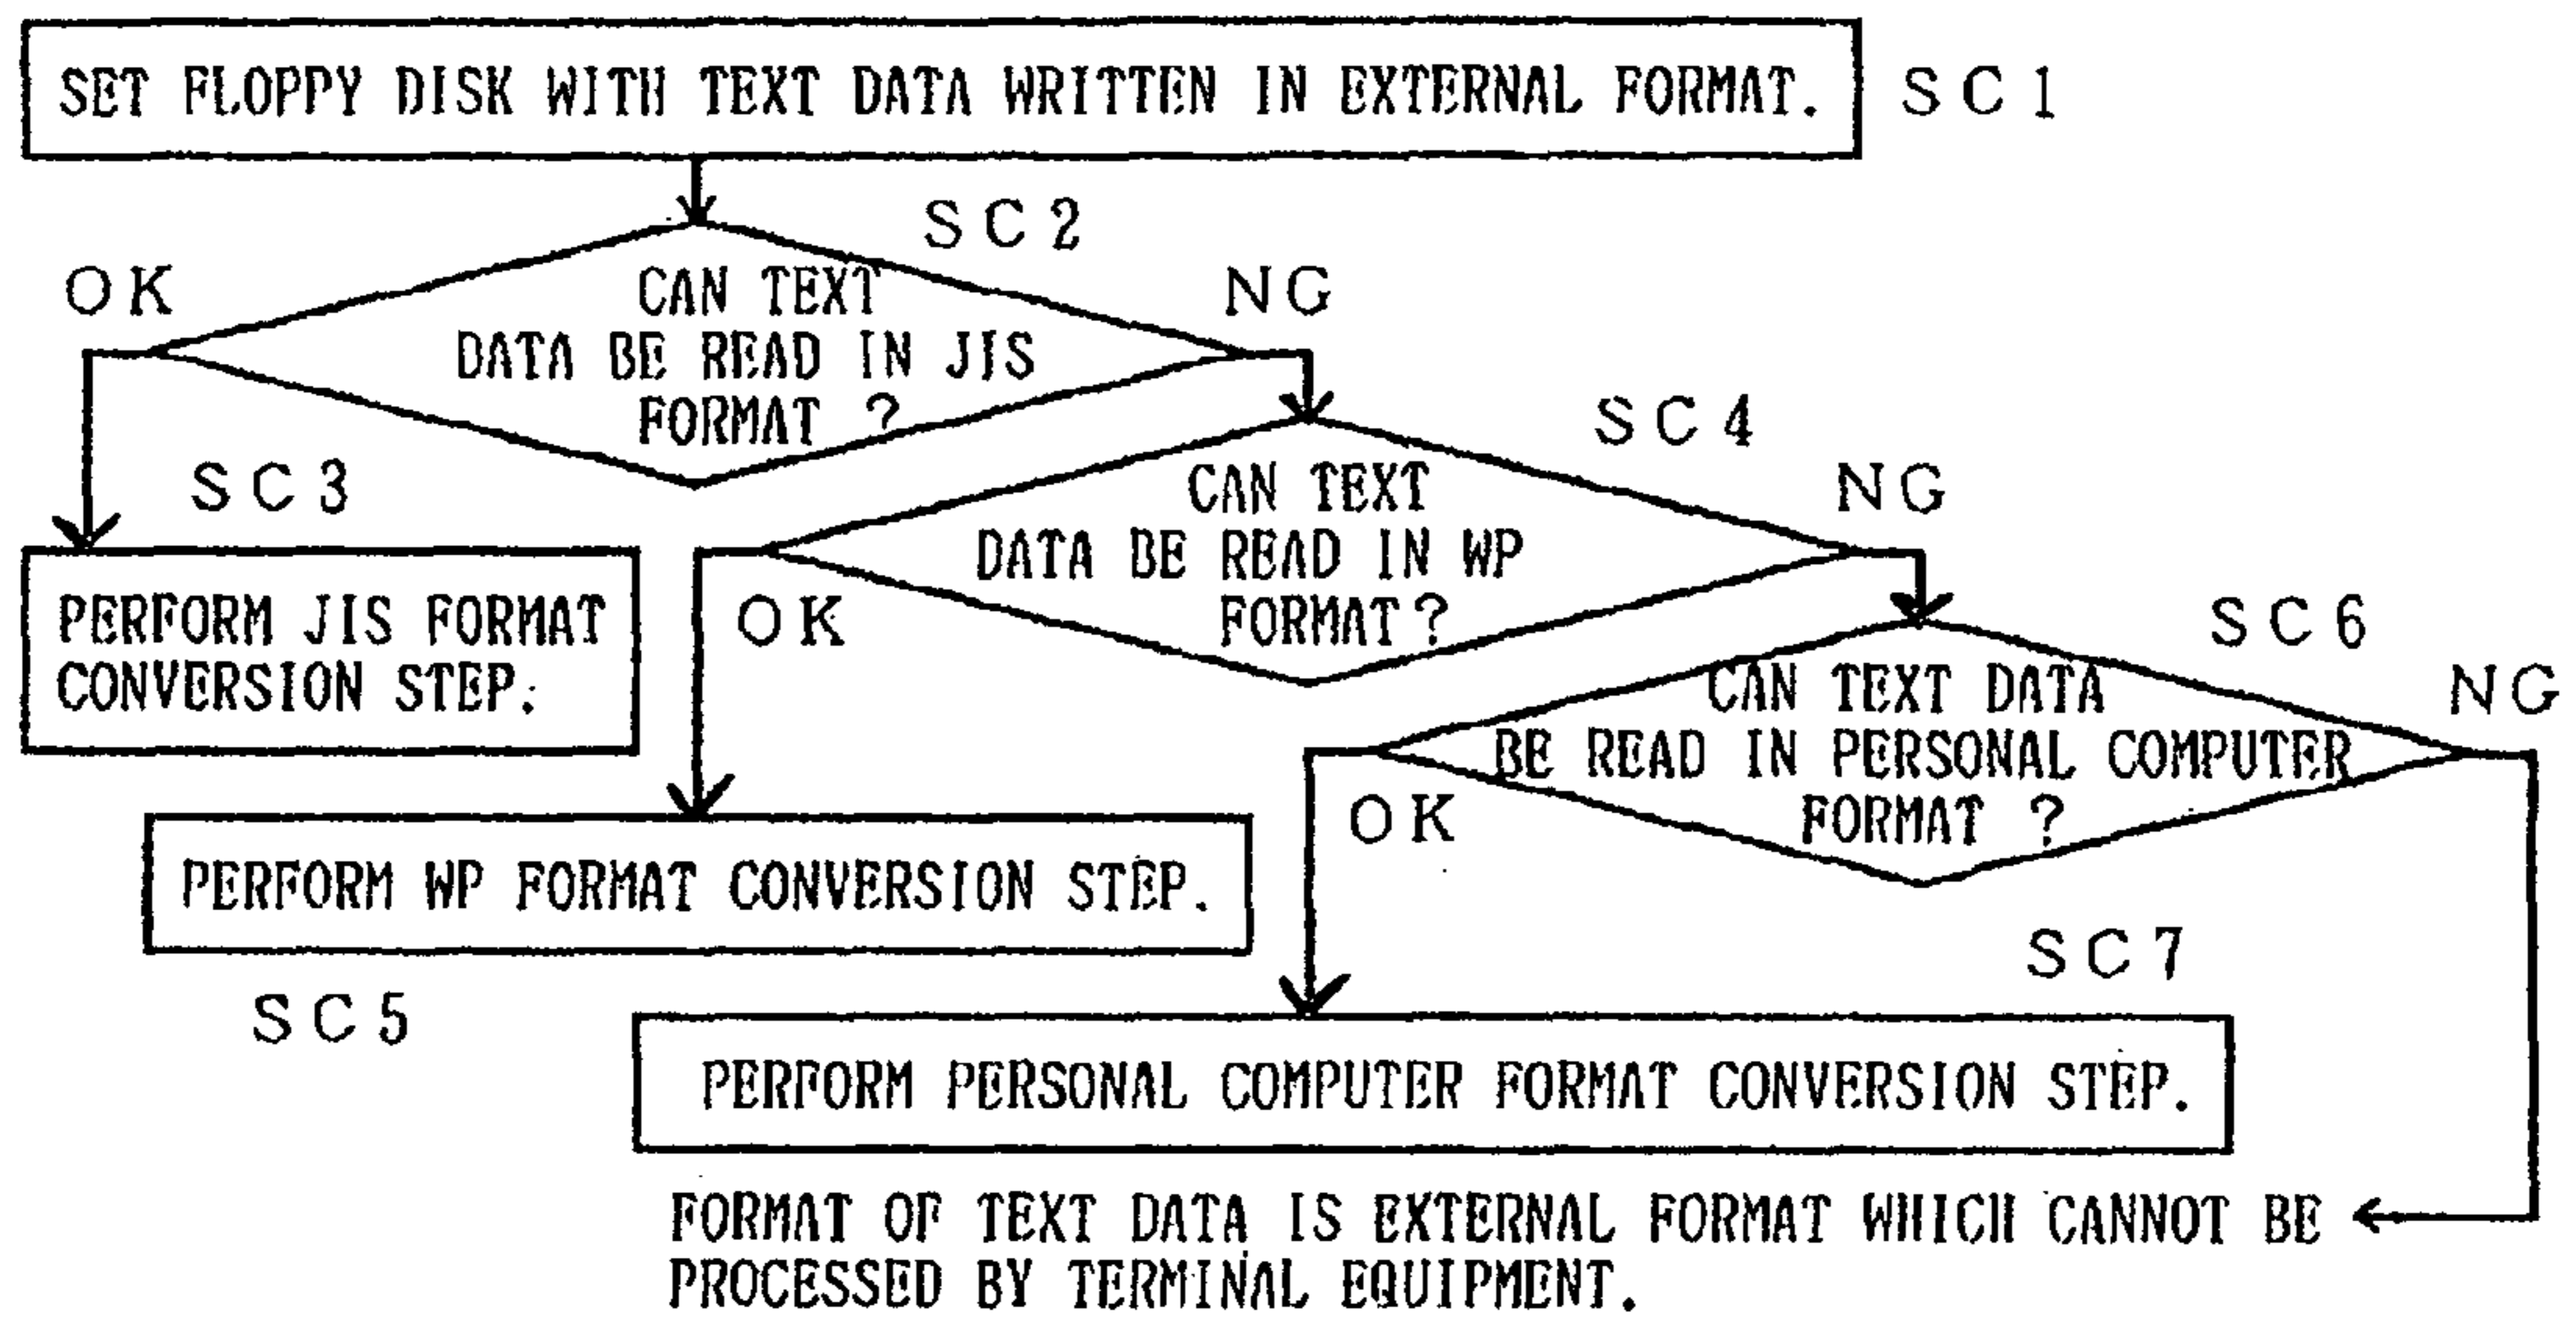 SET FLOPPY DISK WITH TEXT DATA WRITTEN IN EXTERNAL FORMAT.
SC1
SC2
OK
NG
CAN TEXT
DATA BE READ IN JIS
FORMAT ?
SC3
PERFORM JIS FORMAT
CONVERSION STEP.
SC4
NG
CAN TEXT
DATA BE READ IN WP
FORMAT?
OK
PERFORM WP FORMAT CONVERSION STEP.
SC5
SC6
NG
CAN TEXT DATA
BE READ IN PERSONAL COMPUTER
FORMAT ?
OK
SC7
PERFORM PERSONAL COMPUTER FORMAT CONVERSION STEP.
FORMAT OF TEXT DATA IS EXTERNAL FORMAT WHICH CANNOT BE
PROCESSED BY TERMINAL EQUIPMENT.